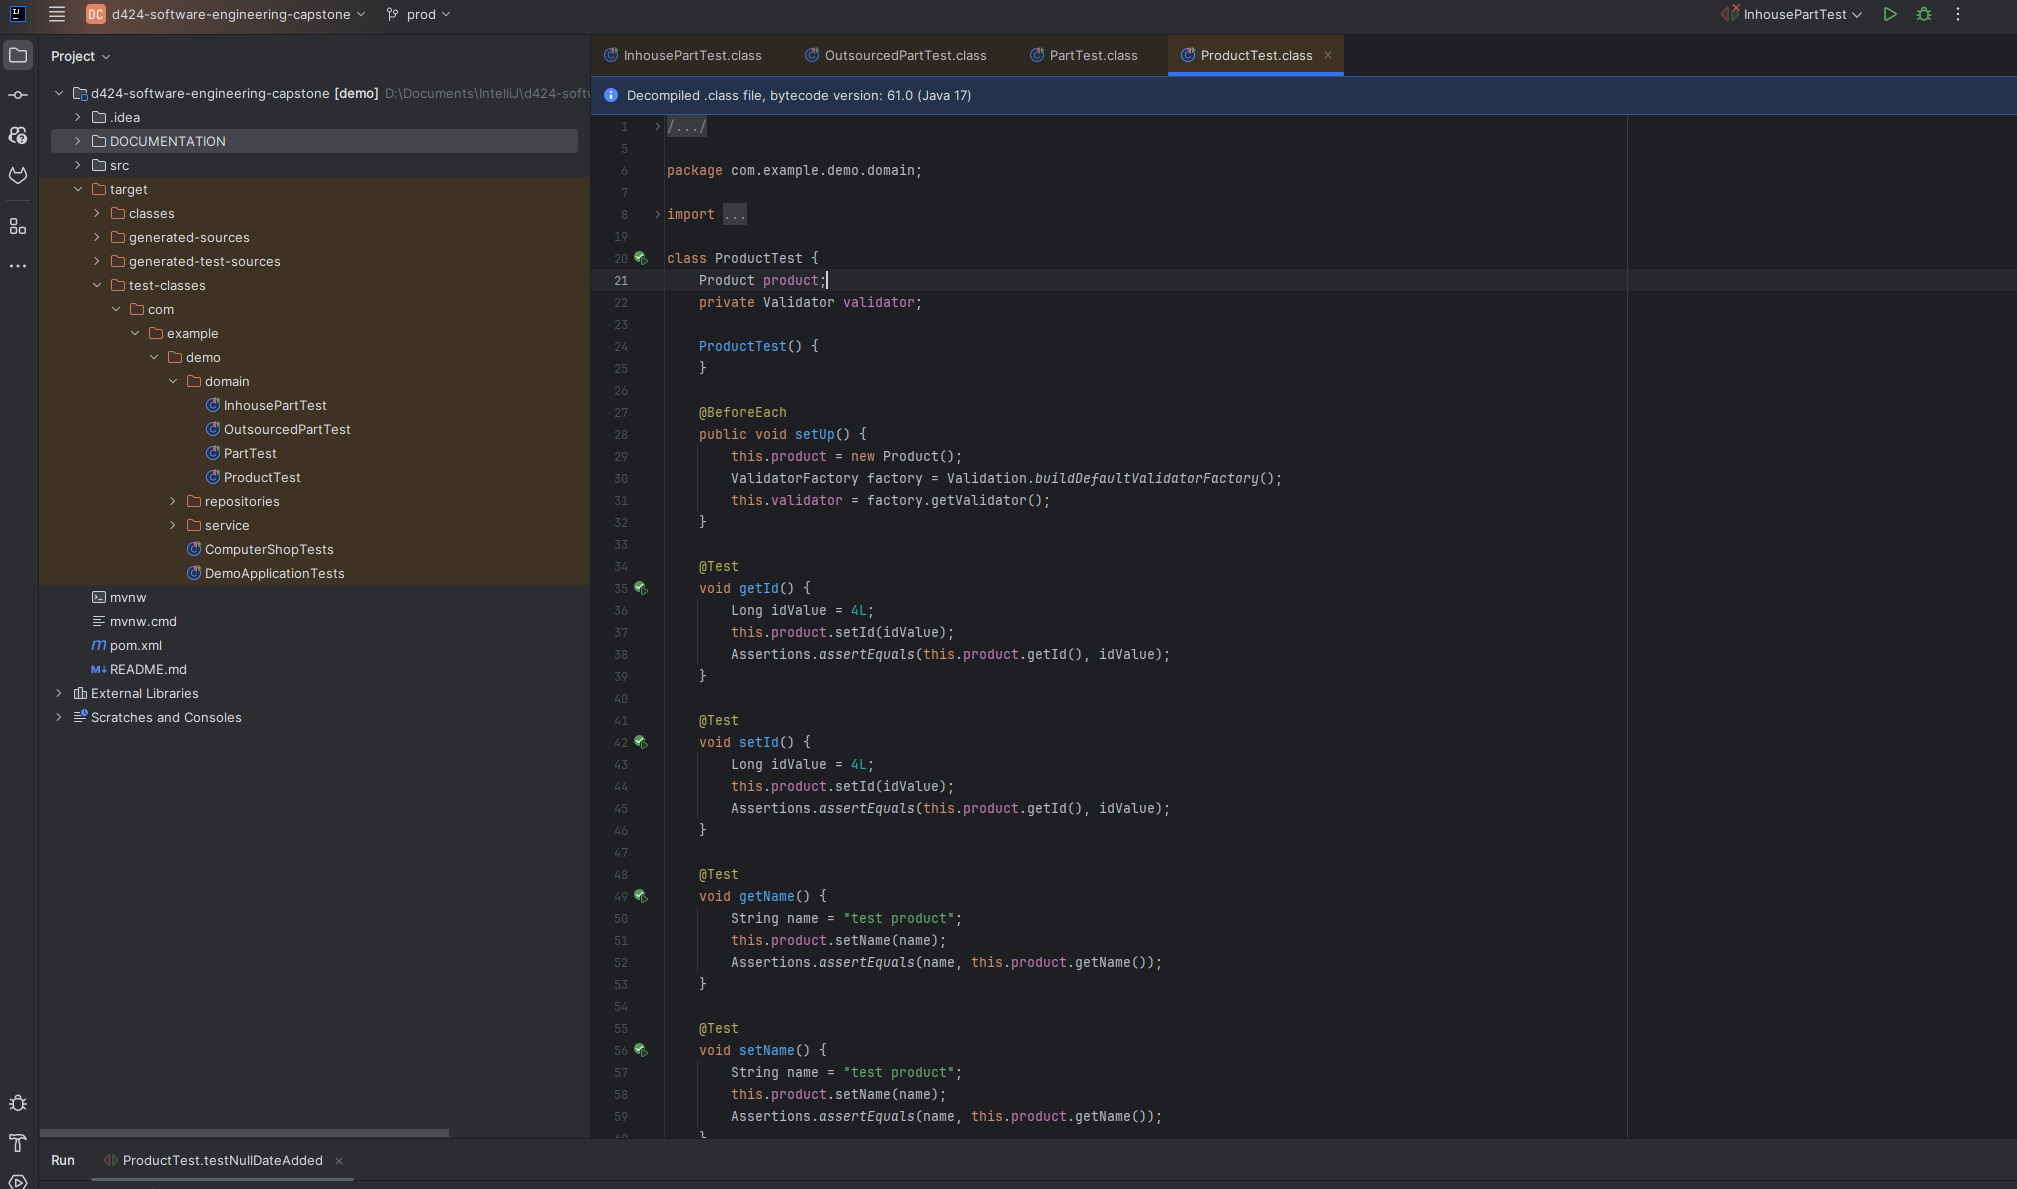 DC d424-software-engineering-capstone prod InhousePartTest
Project
d424-software-engineering-capstone [demo] D:\Documents\IntelliJ\d424-softw
.idea
DOCUMENTATION
src
target
classes
generated-sources
generated-test-sources
test-classes
com
example
demo
domain
InhousePartTest
OutsourcedPartTest
PartTest
ProductTest
repositories
service
ComputerShopTests
DemoApplicationTests
mvnw
mvnw.cmd
pom.xml
README.md
External Libraries
Scratches and Consoles
InhousePartTest.class OutsourcedPartTest.class PartTest.class ProductTest.class
Decompiled .class file, bytecode version: 61.0 (Java 17)
1 /.../
5
6 package com.example.demo.domain;
7
8 import ...
19
20 class ProductTest {
21 Product product;
22 private Validator validator;
23
24 ProductTest() {
25 }
26
27 @BeforeEach
28 public void setUp() {
29 this.product = new Product();
30 ValidatorFactory factory = Validation.buildDefaultValidatorFactory();
31 this.validator = factory.getValidator();
32 }
33
34 @Test
35 void getId() {
36 Long idValue = 4L;
37 this.product.setId(idValue);
38 Assertions.assertEquals(this.product.getId(), idValue);
39 }
40
41 @Test
42 void setId() {
43 Long idValue = 4L;
44 this.product.setId(idValue);
45 Assertions.assertEquals(this.product.getId(), idValue);
46 }
47
48 @Test
49 void getName() {
50 String name = "test product";
51 this.product.setName(name);
52 Assertions.assertEquals(name, this.product.getName());
53 }
54
55 @Test
56 void setName() {
57 String name = "test product";
58 this.product.setName(name);
59 Assertions.assertEquals(name, this.product.getName());
60 }
Run ProductTest.testNullDateAdded